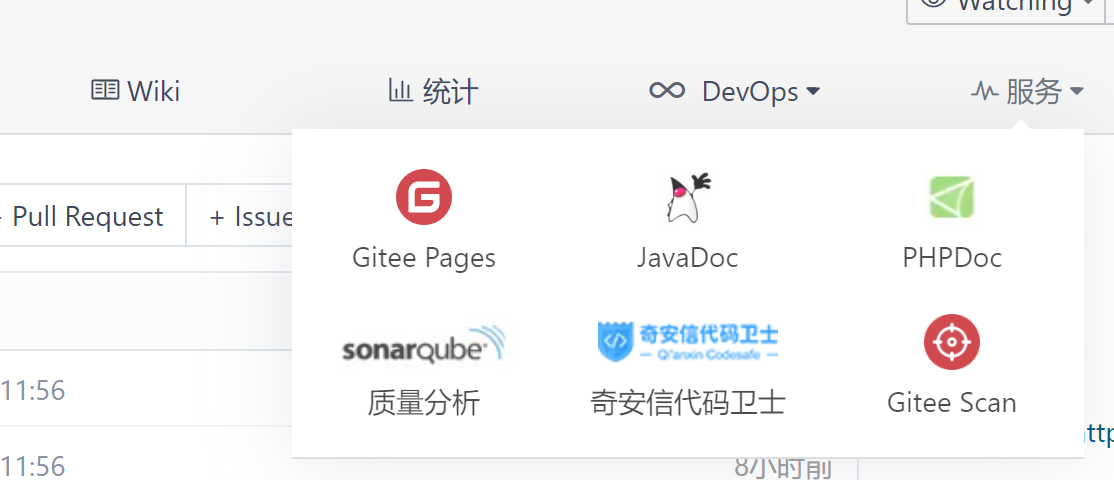 Watching
Wiki
统计
DevOps
服务
Pull Request
+ Issue
Gitee Pages
JavaDoc
PHPDoc
sonarqube
奇安信代码卫士
Qi'anxin Codesafe
质量分析
奇安信代码卫士
Gitee Scan
11:56
http
11:56
8小时前